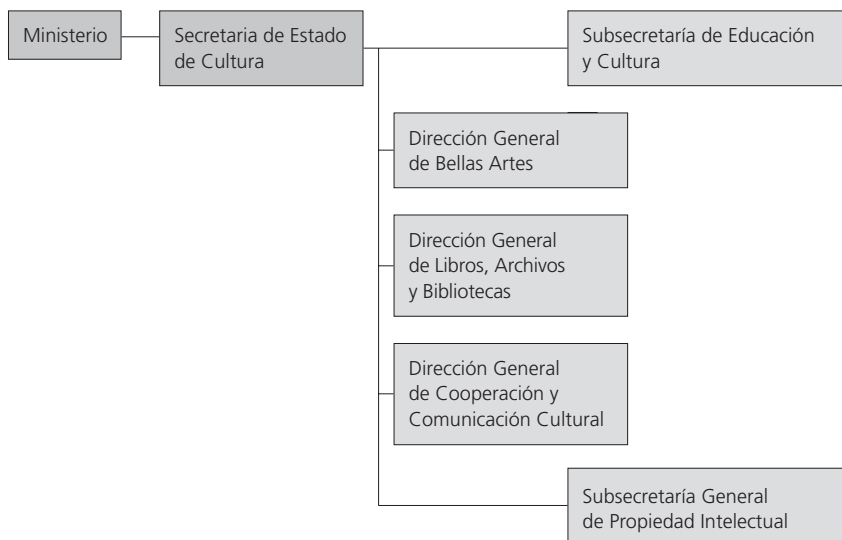 Ministerio
Secretaria de Estado
de Cultura
Subsecretaría de Educación
y Cultura
Dirección General
de Bellas Artes
Dirección General
de Libros, Archivos
y Bibliotecas
Dirección General
de Cooperación y
Comunicación Cultural
Subsecretaría General
de Propiedad Intelectual